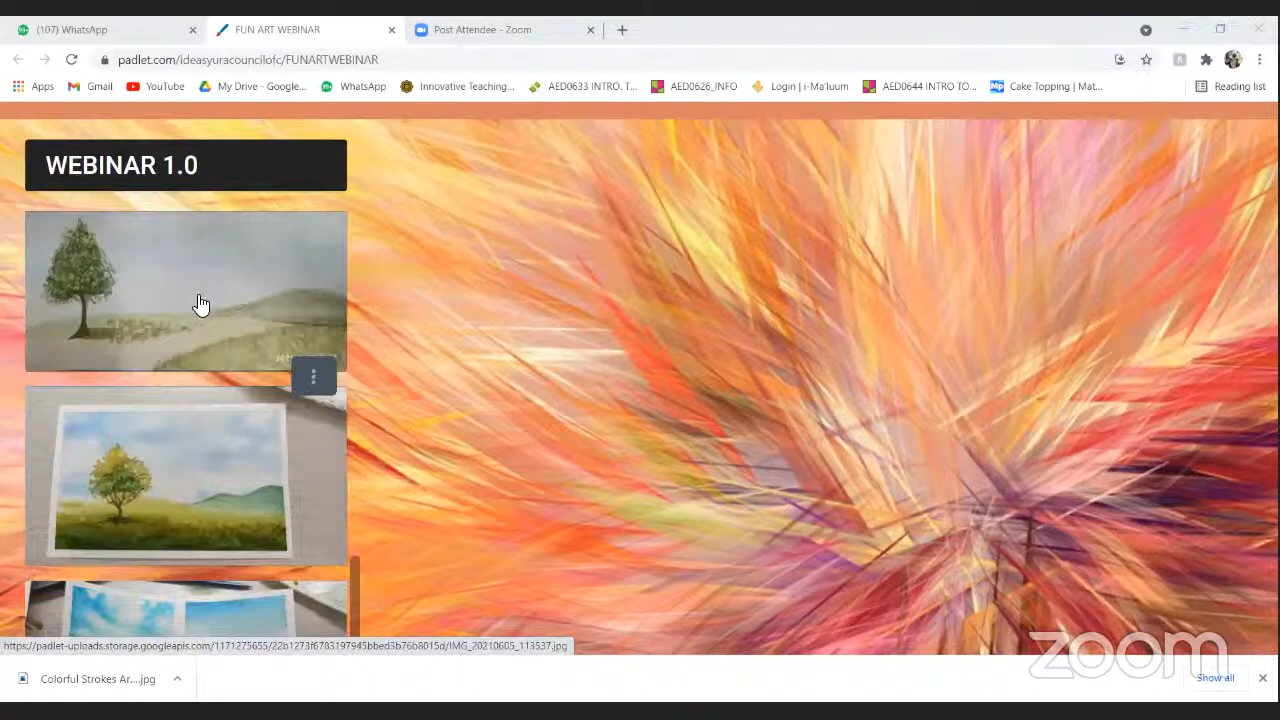 (107) WhatsApp
FUN ART WEBINAR
Post Attendee - Zoom
padlet.com/ideasyuracouncilofc/FUNARTWEBINAR
Apps Gmail YouTube My Drive - Google... WhatsApp Innovative Teaching... AED0633 INTRO. T... AED0626_INFO Login | i-Ma'luum AED0644 INTRO TO... Cake Topping | Mat... Reading list
WEBINAR 1.0
https://padlet-uploads.storage.googleapis.com/1171275655/22b1273f6783197945bbed3b76b8015d/IMG_20210605_113537.jpg
zoom
Colorful Strokes Ar....jpg
Show all